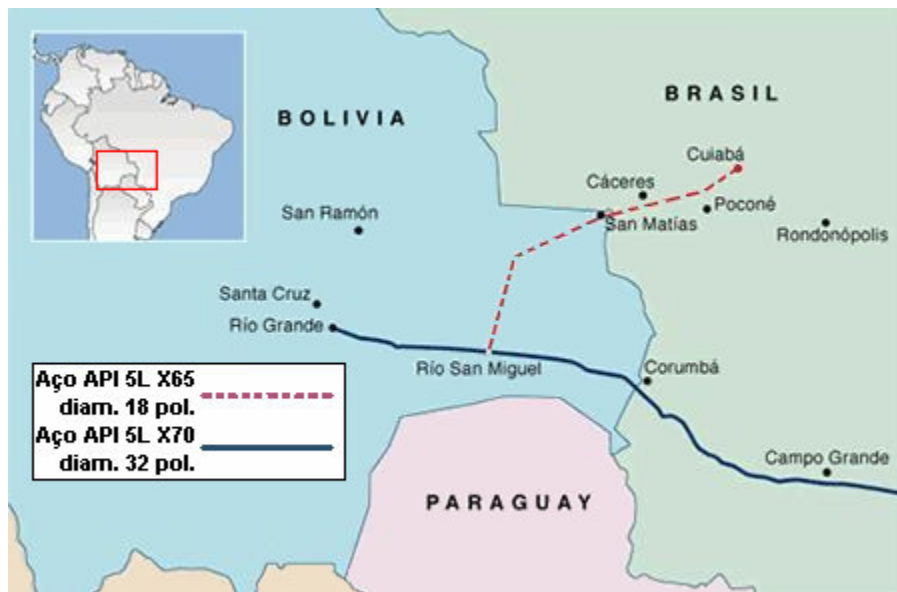 BOLIVIA
BRASIL
Cuiabá
Cáceres
Poconé
San Matías
Rondonópolis
San Ramón
Santa Cruz
Río Grande
Río San Miguel
Corumbá
Aço API 5L X65
diam. 18 pol.
Aço API 5L X70
diam. 32 pol.
Campo Grande
PARAGUAY